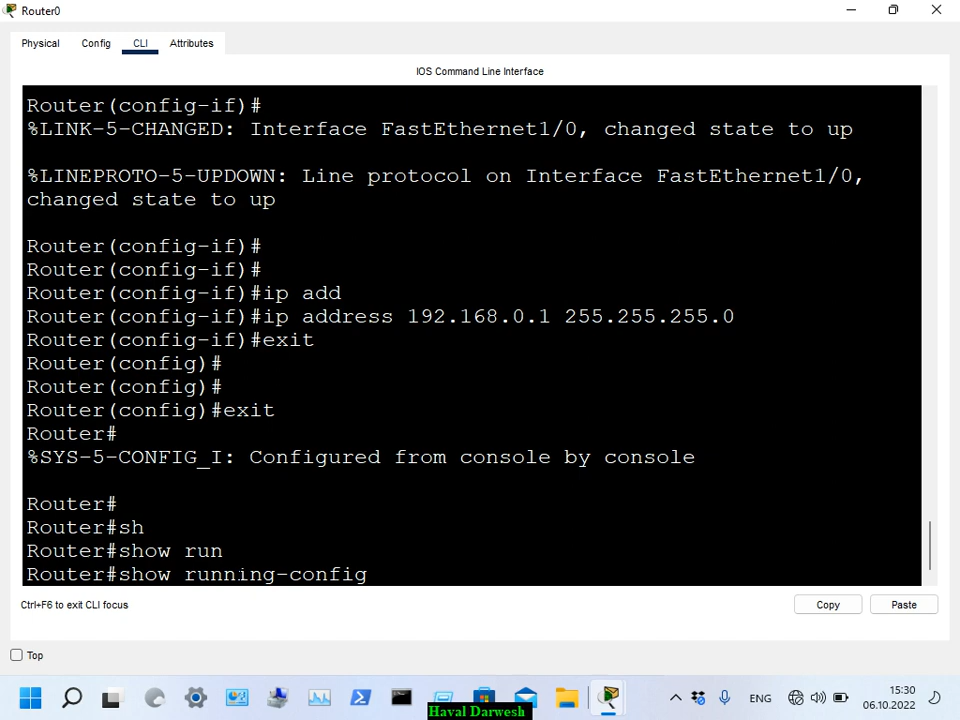 Router0
Physical Config CLI Attributes
IOS Command Line Interface
Router(config-if)#
%LINK-5-CHANGED: Interface FastEthernet1/0, changed state to up
%LINEPROTO-5-UPDOWN: Line protocol on Interface FastEthernet1/0,
changed state to up
Router(config-if)#
Router(config-if)#
Router(config-if)#ip add
Router(config-if)#ip address 192.168.0.1 255.255.255.0
Router(config-if)#exit
Router(config)#
Router(config)#
Router(config)#exit
Router#
%SYS-5-CONFIG_I: Configured from console by console
Router#
Router#sh
Router#show run
Router#show running-config
Ctrl+F6 to exit CLI focus
Copy Paste
Top
ENG
15:30
06.10.2022
Haval Darwesh